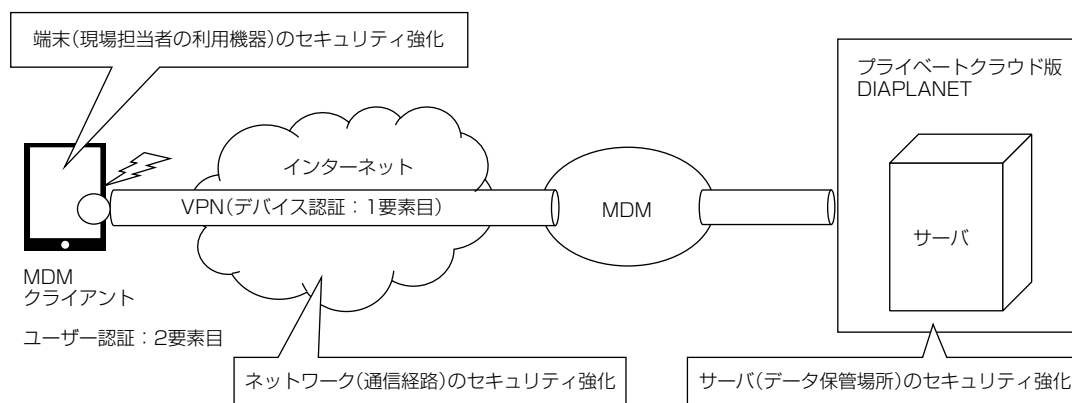 端末(現場担当者の利用機器)のセキュリティ強化
プライベートクラウド版
DIAPLANET
インターネット
VPN(デバイス認証：1要素目)
MDM
サーバ
MDM
クライアント
ユーザー認証：2要素目
ネットワーク(通信経路)のセキュリティ強化
サーバ(データ保管場所)のセキュリティ強化